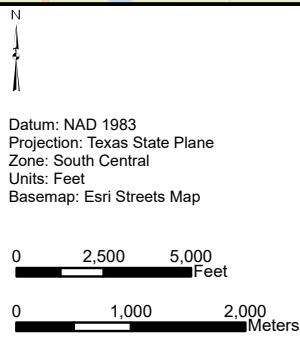 N
Datum: NAD 1983
Projection: Texas State Plane
Zone: South Central
Units: Feet
Basemap: Esri Streets Map
0 2,500 5,000
Feet
0 1,000 2,000
Meters